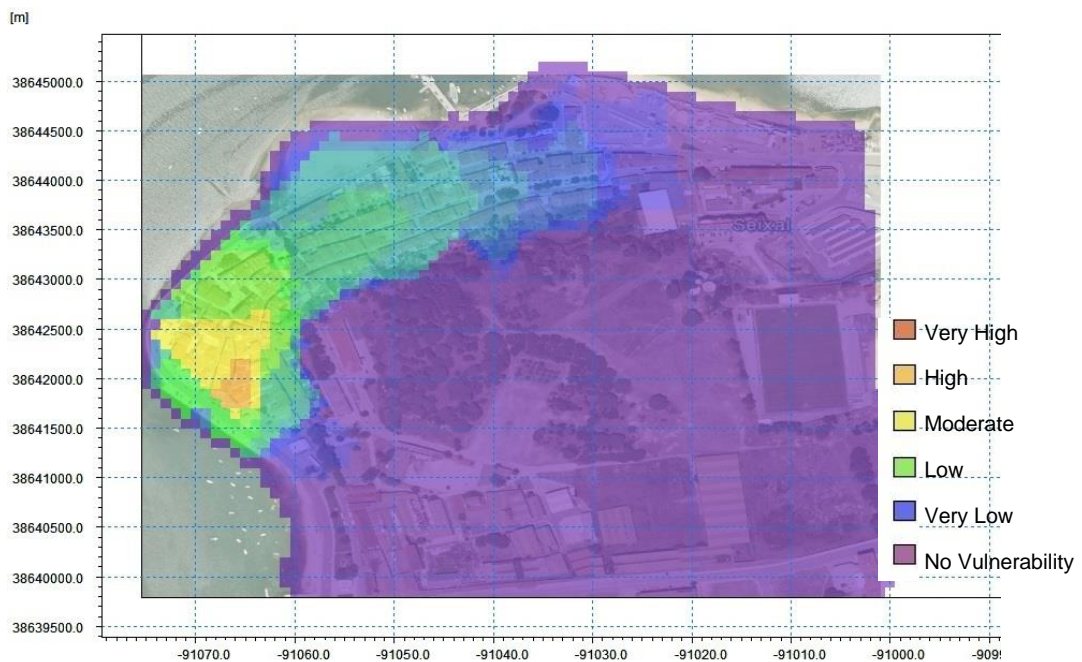 [m]
38645000.0
38644500.0
38644000.0
38643500.0
38643000.0
38642500.0
38642000.0
38641500.0
38641000.0
38640500.0
38640000.0
38639500.0
Seixal
Very High
High
Moderate
Low
Very Low
No Vulnerability
-91070.0 -91060.0 -91050.0 -91040.0 -91030.0 -91020.0 -91010.0 -91000.0 -9099